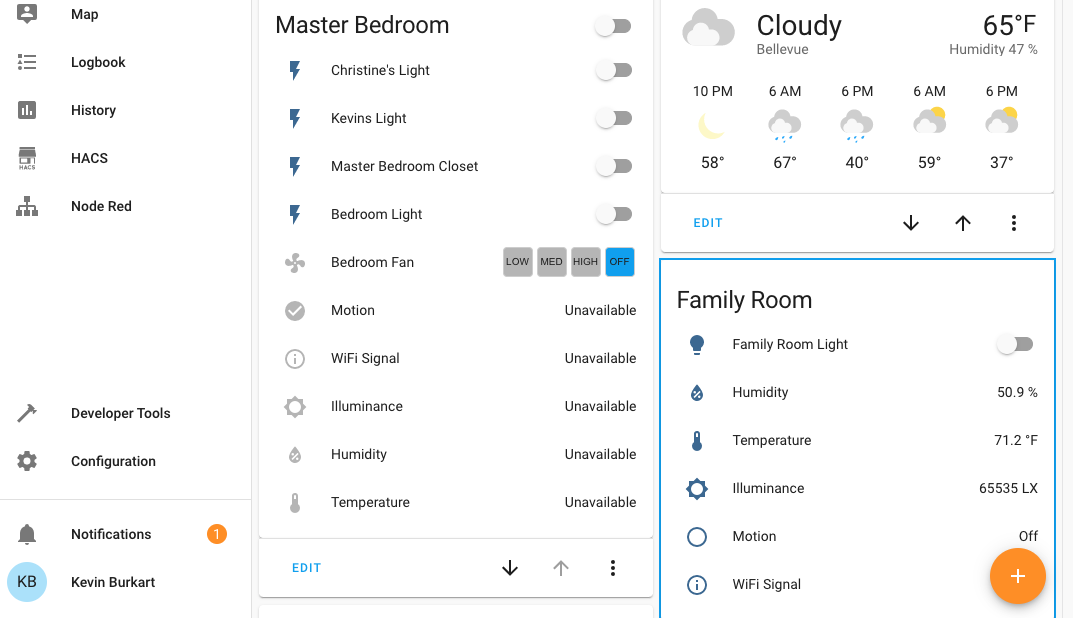 Map
Logbook
History
HACS
HACS
Node Red
Developer Tools
Configuration
Notifications 1
KB Kevin Burkart
Master Bedroom
Christine's Light
Kevins Light
Master Bedroom Closet
Bedroom Light
Bedroom Fan LOW MED HIGH OFF
Motion Unavailable
WiFi Signal Unavailable
Illuminance Unavailable
Humidity Unavailable
Temperature Unavailable
EDIT
Cloudy 65°F
Bellevue Humidity 47 %
10 PM 6 AM 6 PM 6 AM 6 PM
58° 67° 40° 59° 37°
EDIT
Family Room
Family Room Light
Humidity 50.9 %
Temperature 71.2 °F
Illuminance 65535 LX
Motion Off
WiFi Signal